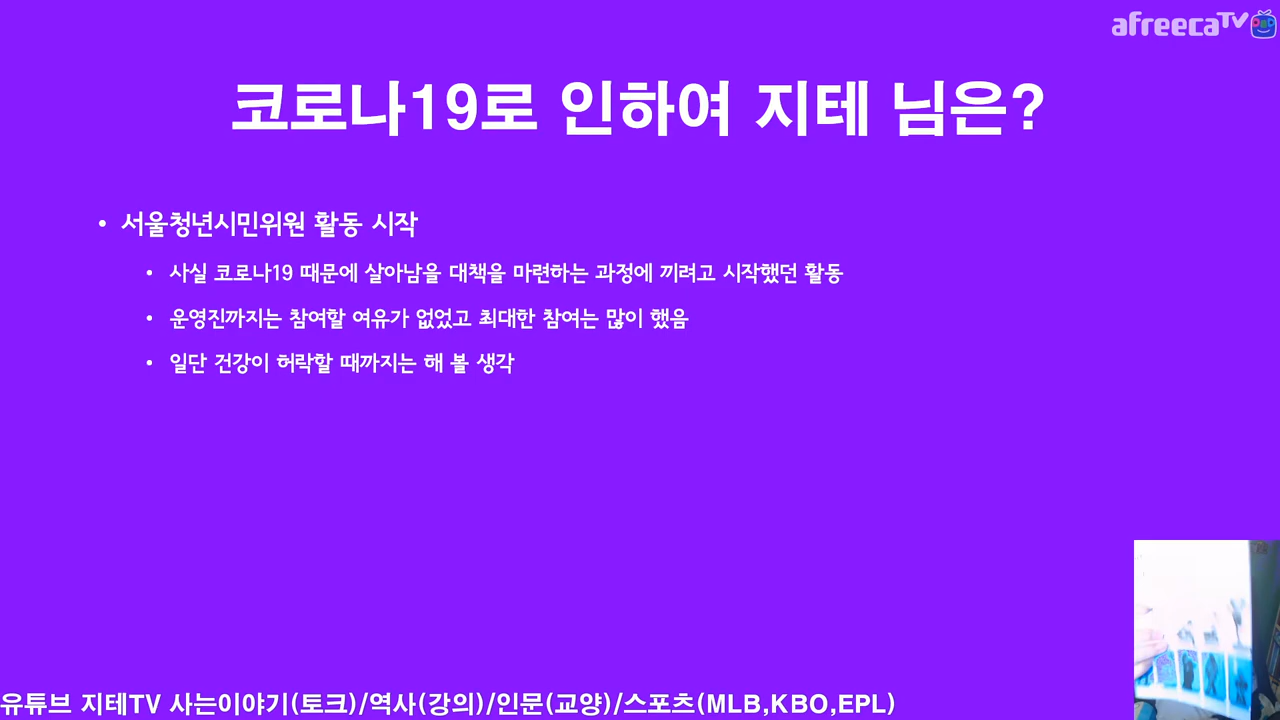 afreecaTV
코로나19로 인하여 지테 님은?
• 서울청년시민위원 활동 시작
• 사실 코로나19 때문에 살아남을 대책을 마련하는 과정에 끼려고 시작했던 활동
• 운영진까지는 참여할 여유가 없었고 최대한 참여는 많이 했음
• 일단 건강이 허락할 때까지는 해 볼 생각
유튜브 지테TV 사는이야기(토크)/역사(강의)/인문(교양)/스포츠(MLB,KBO,EPL)